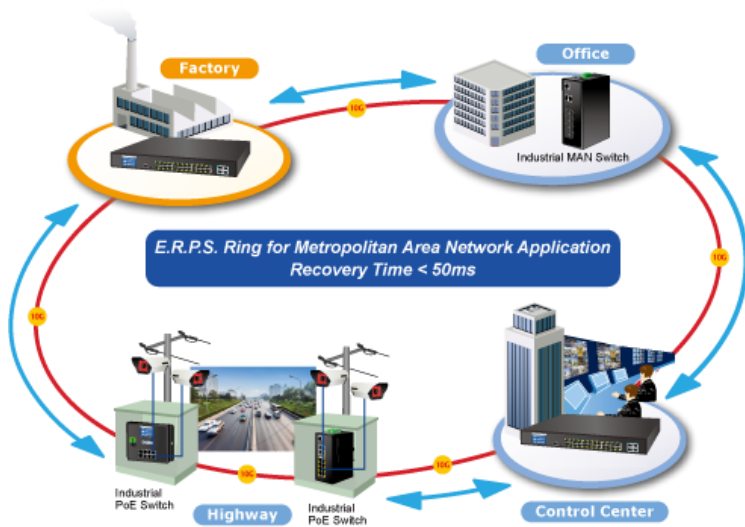 Factory
Office
10G
Industrial MAN Switch
E.R.P.S. Ring for Metropolitan Area Network Application
Recovery Time < 50ms
10G
10G
10G
10G
Industrial
PoE Switch
Highway
Industrial
PoE Switch
Control Center